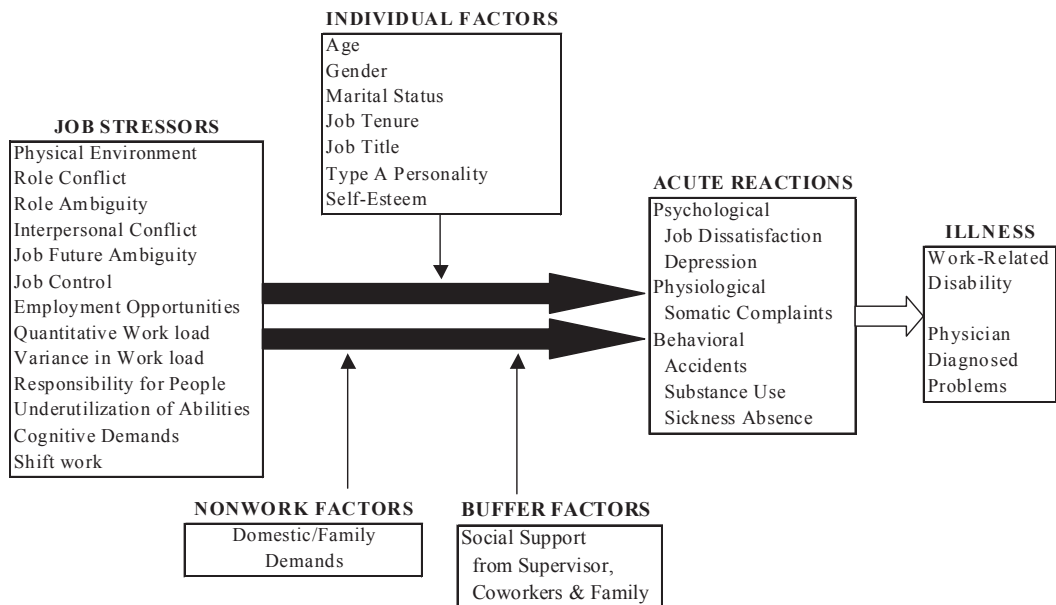 INDIVIDUAL FACTORS
Age
Gender
Marital Status
Job Tenure
Job Title
Type A Personality
Self-Esteem
JOB STRESSORS
Physical Environment
Role Conflict
Role Ambiguity
Interpersonal Conflict
Job Future Ambiguity
Job Control
Employment Opportunities
Quantitative Work load
Variance in Work load
Responsibility for People
Underutilization of Abilities
Cognitive Demands
Shift work
ACUTE REACTIONS
Psychological
Job Dissatisfaction
Depression
Physiological
Somatic Complaints
Behavioral
Accidents
Substance Use
Sickness Absence
ILLNESS
Work-Related
Disability
Physician
Diagnosed
Problems
NONWORK FACTORS
Domestic/Family
Demands
BUFFER FACTORS
Social Support
from Supervisor,
Coworkers & Family